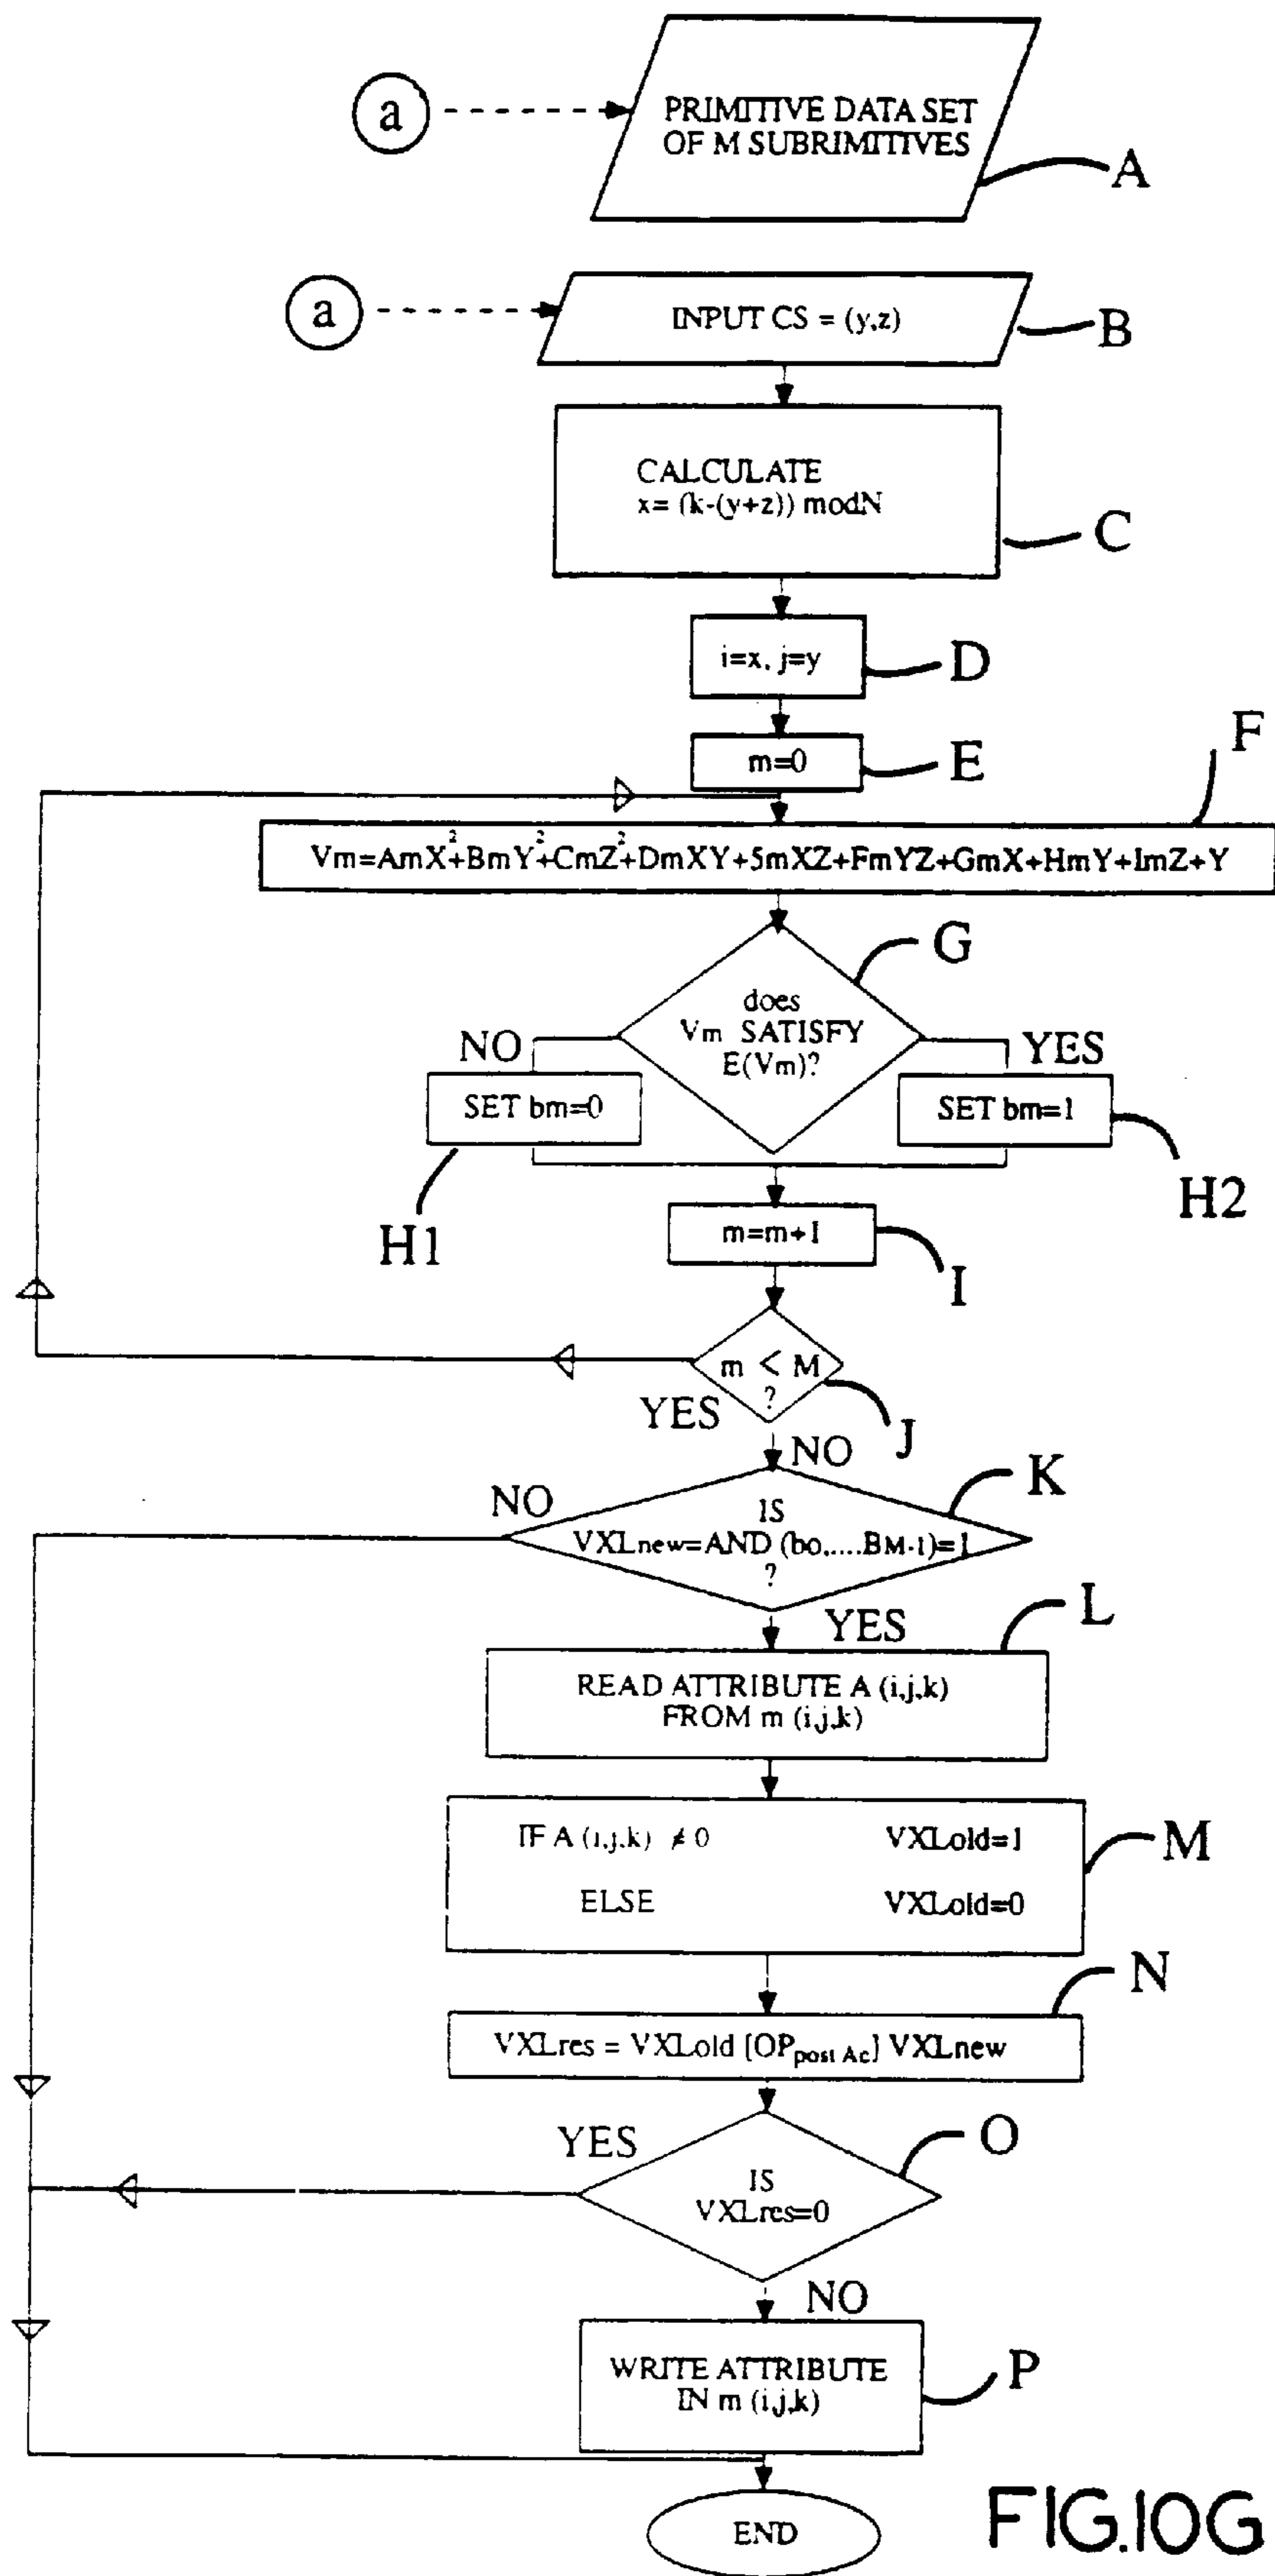 a
PRIMITIVE DATA SET
OF M SUBRIMITIVES
A
a
INPUT CS = (y,z)
B
CALCULATE
x= (k-(y+z)) modN
C
i=x, j=y
D
m=0
E
F
Vm=AmX²+BmY²+CmZ²+DmXY+5mXZ+FmYZ+GmX+HmY+ImZ+Y
G
does
Vm SATISFY
E(Vm)?
NO
YES
SET bm=0
SET bm=1
H1
H2
m=m+1
I
m < M
?
YES
J
NO
K
NO
IS
VXLnew=AND (bo,....BM-1)=1
?
YES
L
READ ATTRIBUTE A (i,j,k)
FROM m (i,j,k)
IF A (i,j,k) ≠ 0 VXLold=1
ELSE VXLold=0
M
N
VXLres = VXLold [OPpost Ac] VXLnew
YES
O
IS
VXLres=0
NO
WRITE ATTRIBUTE
IN m (i,j,k)
P
END
FIG.10G